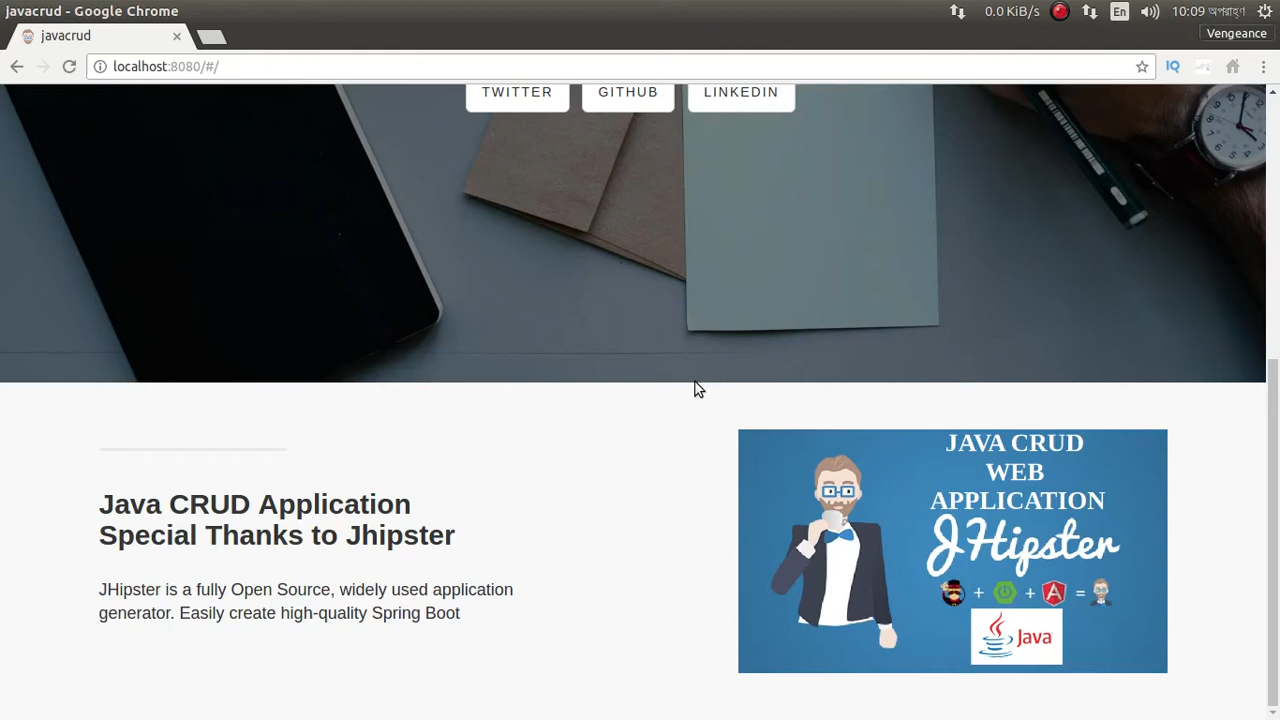 javacrud - Google Chrome
0.0 KiB/s
En
10:09 অপরাহ্ণ
Vengeance
javacrud
localhost:8080/#/
IQ
TWITTER
GITHUB
LINKEDIN
Java CRUD Application
Special Thanks to Jhipster
JHipster is a fully Open Source, widely used application
generator. Easily create high-quality Spring Boot
JAVA CRUD
WEB
APPLICATION
JHipster
+ + =
Java